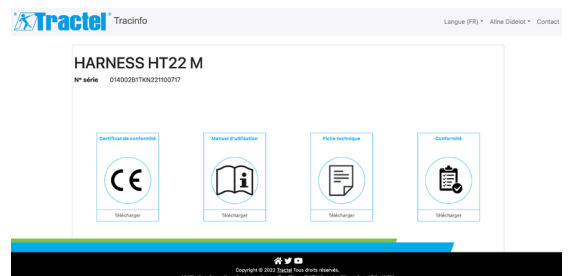 Tractel® Tracinfo
Langue (FR) Aline Didelot Contact
HARNESS HT22 M
N° série 014002B1TKN221100717
Certificat de conformité
Manuel d'utilisation
Fiche technique
Conformité
CE
i
Télécharger
Télécharger
Télécharger
Télécharger
Copyright © 2022 Tractel Tous droits réservés.